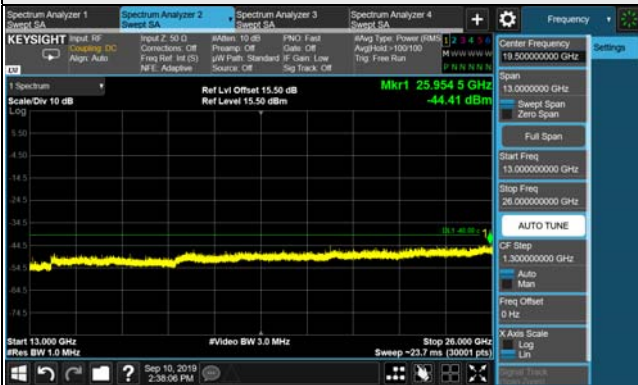 Spectrum Analyzer 1
Swept SA
Spectrum Analyzer 2
Swept SA
Spectrum Analyzer 3
Swept SA
Spectrum Analyzer 4
Swept SA
+
Frequency
KEYSIGHT
Input: RF
Coupling: DC
Align: Auto
Input Z: 50 Ω
Corrections: Off
Freq Ref: Int (S)
NFE: Adaptive
#Atten: 10 dB
Preamp: Off
µW Path: Standard
Source: Off
PNO: Fast
Gate: Off
IF Gain: Low
Sig Track: Off
#Avg Type: Power (RMS
Avg|Hold:>100/100
Trig: Free Run
1 2 3 4 5 6
M W W W W W
P N N N N N
LW
1 Spectrum
Scale/Div 10 dB
Log
Ref Lvl Offset 15.50 dB
Ref Level 15.50 dBm
Mkr1 25.954 5 GHz
-44.41 dBm
5.50
-4.50
-14.5
-24.5
-34.5
-44.5
-54.5
-64.5
-74.5
1
Start 13.000 GHz
#Res BW 1.0 MHz
#Video BW 3.0 MHz
Stop 26.000 GHz
Sweep ~23.7 ms (30001 pts)
Sep 10, 2019
2:38:06 PM
Center Frequency
19.500000000 GHz
Settings
Span
13.0000000 GHz
Swept Span
Zero Span
Full Span
Start Freq
13.000000000 GHz
Stop Freq
26.000000000 GHz
AUTO TUNE
CF Step
1.300000000 GHz
Auto
Man
Freq Offset
0 Hz
X Axis Scale
Log
Lin
Signal Track